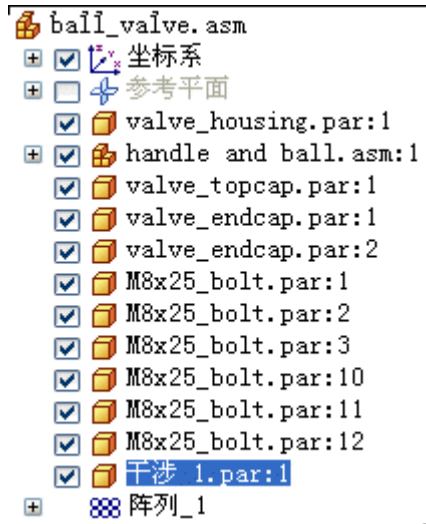 ball_valve.asm
坐标系
参考平面
valve_housing.par:1
handle and ball.asm:1
valve_topcap.par:1
valve_endcap.par:1
valve_endcap.par:2
M8x25_bolt.par:1
M8x25_bolt.par:2
M8x25_bolt.par:3
M8x25_bolt.par:10
M8x25_bolt.par:11
M8x25_bolt.par:12
干涉 1.par:1
阵列_1